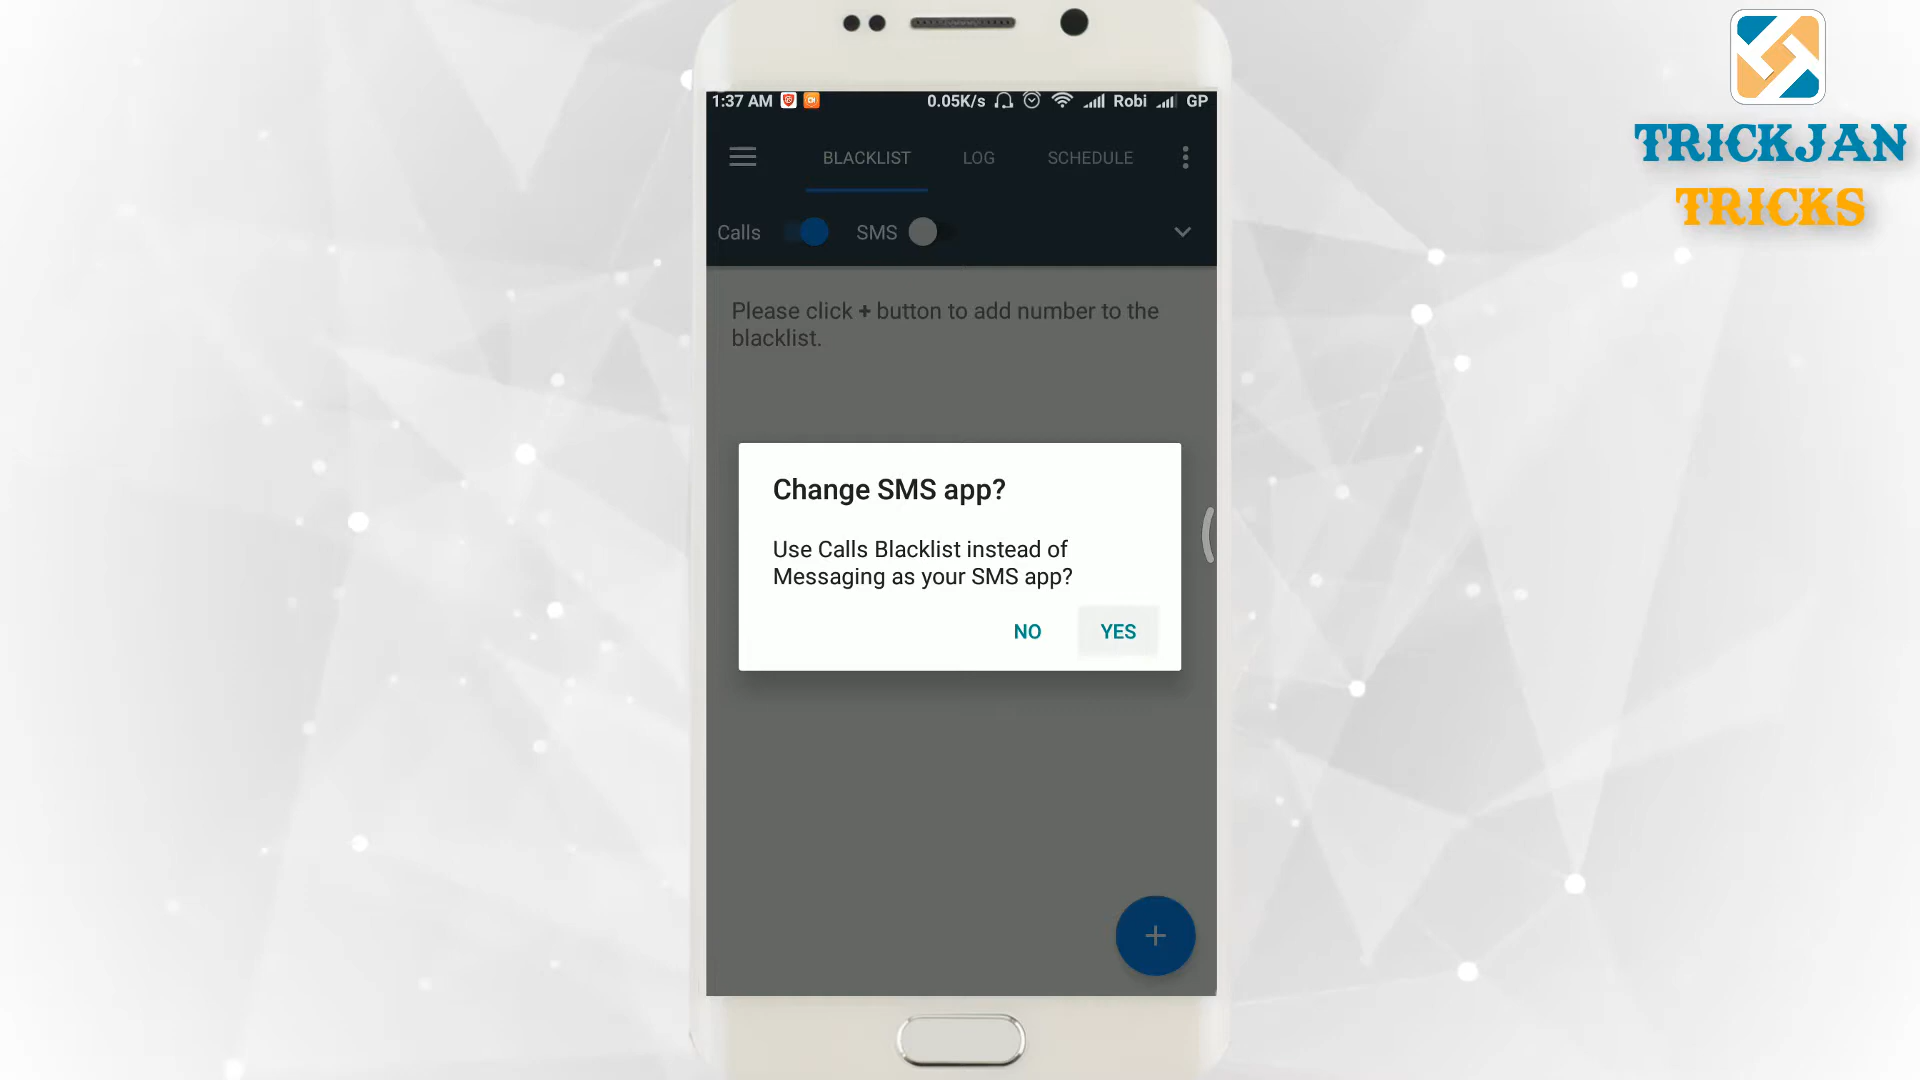 TRICKJAN
TRICKS
1:37 AM 0.05K/s Robi GP
BLACKLIST LOG SCHEDULE
Calls SMS
Please click + button to add number to the
blacklist.
Change SMS app?
Use Calls Blacklist instead of
Messaging as your SMS app?
NO YES